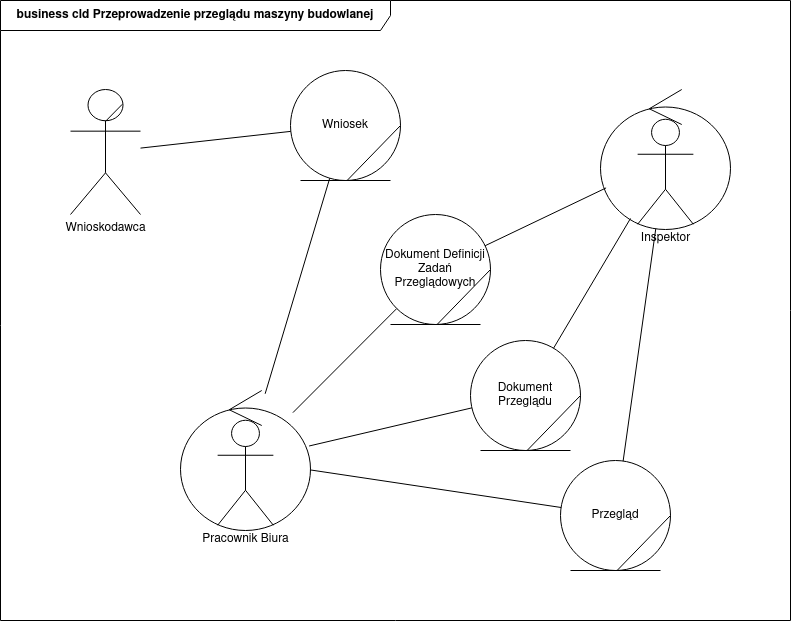 business cld Przeprowadzenie przeglądu maszyny budowlanej
Wniosek
Wnioskodawca
Inspektor
Dokument Definicji
Zadań
Przeglądowych
Dokument
Przeglądu
Przegląd
Pracownik Biura